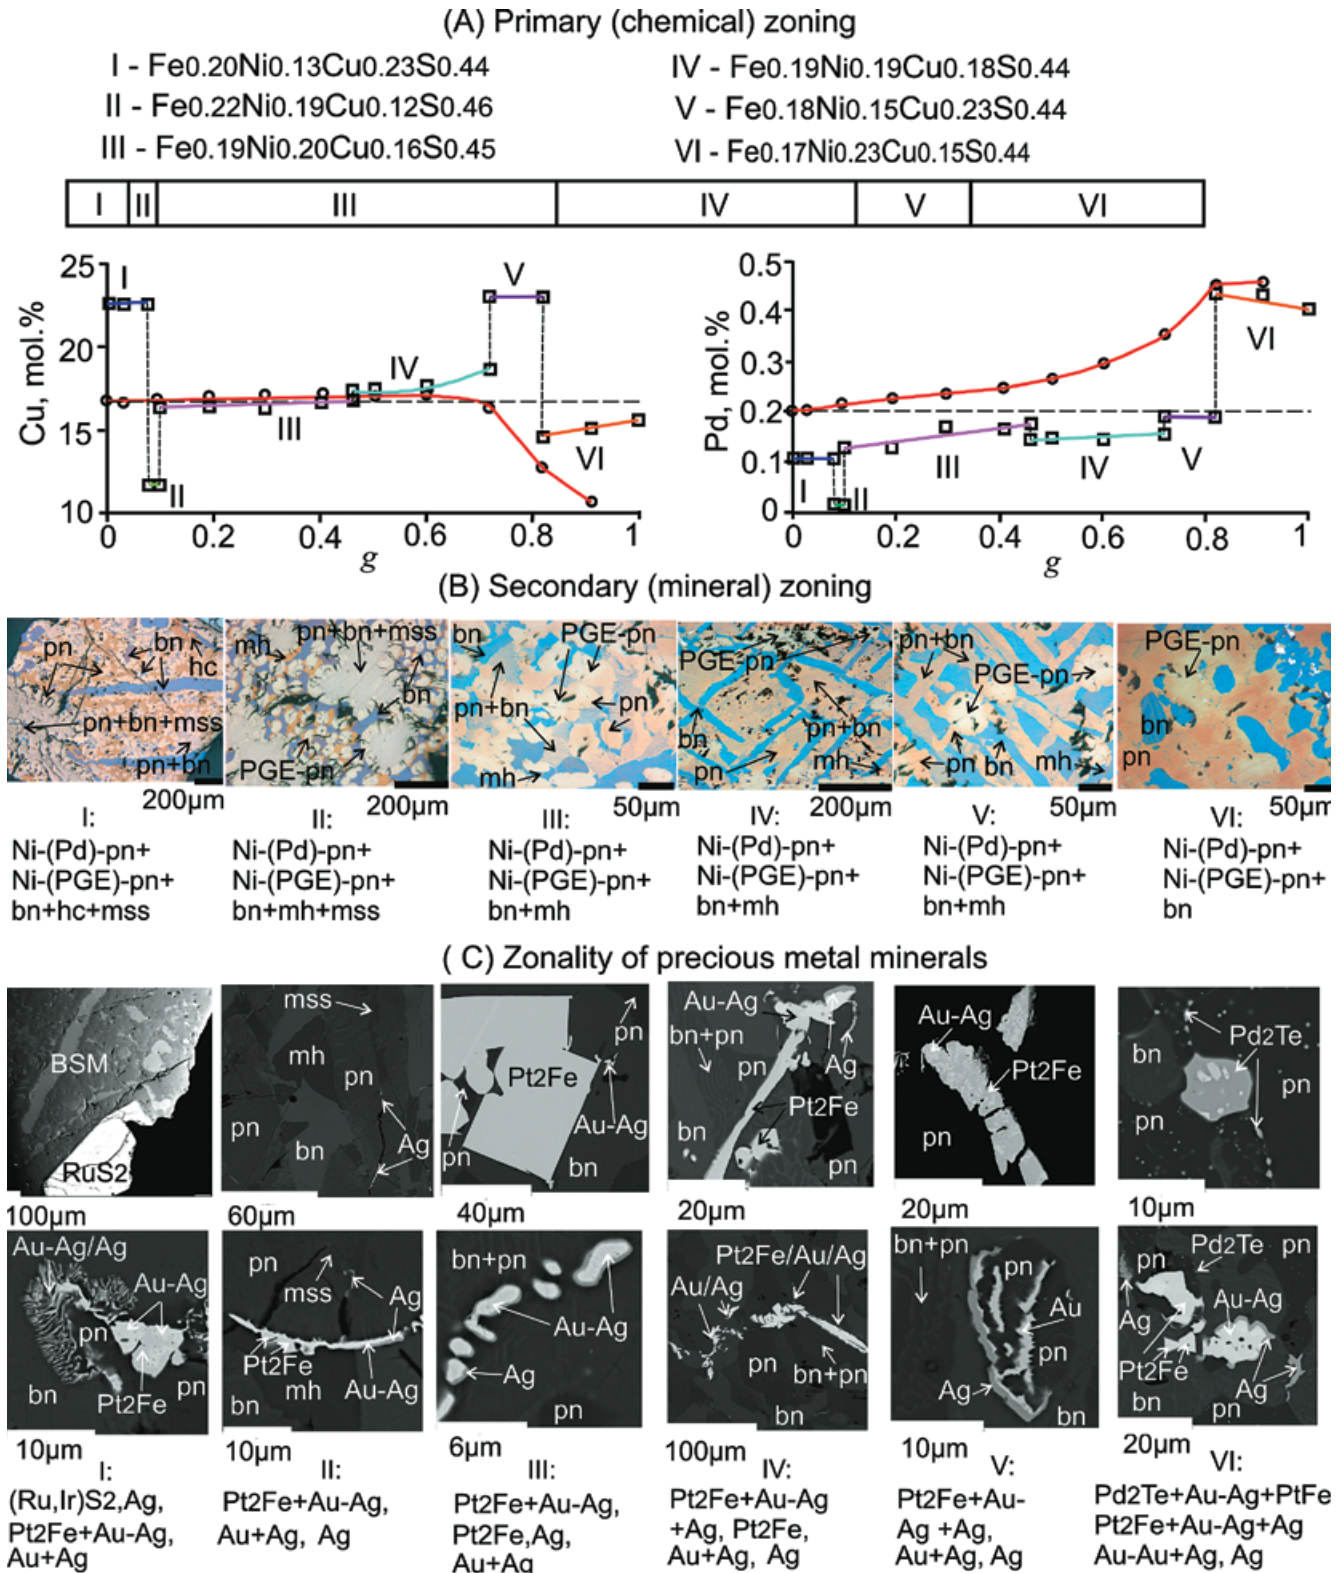 (A) Primary (chemical) zoning
I - Fe0.20Ni0.13Cu0.23S0.44
IV - Fe0.19Ni0.19Cu0.18S0.44
II - Fe0.22Ni0.19Cu0.12S0.46
V - Fe0.18Ni0.15Cu0.23S0.44
III - Fe0.19Ni0.20Cu0.16S0.45
VI - Fe0.17Ni0.23Cu0.15S0.44
I II III IV V VI
Cu, mol.%
25
20
15
10
0 0.2 0.4 0.6 0.8 1
g
I
II
III
IV
V
VI
Pd, mol.%
0.5
0.4
0.3
0.2
0.1
0
0 0.2 0.4 0.6 0.8 1
g
I
II
III
IV
V
VI
(B) Secondary (mineral) zoning
pn
bn
hc
pn+bn+mss
pn+bn
200µm
mh
pn+bn+mss
bn
PGE-pn
200µm
bn
PGE-pn
pn
pn+bn
mh
50µm
PGE-pn
bn
pn+bn
pn
mh
200µm
pn+bn
PGE-pn
pn
bn
mh
50µm
PGE-pn
bn
pn
50µm
I:
Ni-(Pd)-pn+
Ni-(PGE)-pn+
bn+hc+mss
II:
Ni-(Pd)-pn+
Ni-(PGE)-pn+
bn+mh+mss
III:
Ni-(Pd)-pn+
Ni-(PGE)-pn+
bn+mh
IV:
Ni-(Pd)-pn+
Ni-(PGE)-pn+
bn+mh
V:
Ni-(Pd)-pn+
Ni-(PGE)-pn+
bn+mh
VI:
Ni-(Pd)-pn+
Ni-(PGE)-pn+
bn
( C) Zonality of precious metal minerals
BSM
RuS2
100µm
mss
mh
pn
pn
bn
Ag
60µm
pn
Pt2Fe
Au-Ag
pn
bn
40µm
Au-Ag
bn+pn
pn
Ag
Pt2Fe
bn
pn
20µm
Au-Ag
Pt2Fe
pn
20µm
Pd2Te
bn
pn
10µm
Au-Ag/Ag
Au-Ag
pn
bn
Pt2Fe
pn
10µm
pn
mss
Ag
Pt2Fe
mh
Au-Ag
bn
10µm
bn+pn
Au-Ag
Ag
pn
6µm
Pt2Fe/Au/Ag
Au/Ag
pn
bn+pn
bn
100µm
bn+pn
pn
Au
pn
Ag
bn
10µm
pn
Pd2Te
pn
Au-Ag
Ag
Pt2Fe
Ag
bn
pn
20µm
I:
(Ru,Ir)S2,Ag,
Pt2Fe+Au-Ag,
Au+Ag
II:
Pt2Fe+Au-Ag,
Au+Ag, Ag
III:
Pt2Fe+Au-Ag,
Pt2Fe,Ag,
Au+Ag
IV:
Pt2Fe+Au-Ag
+Ag, Pt2Fe,
Au+Ag, Ag
V:
Pt2Fe+Au-
Ag +Ag,
Au+Ag, Ag
VI:
Pd2Te+Au-Ag+PtFe
Pt2Fe+Au-Ag+Ag
Au-Au+Ag, Ag